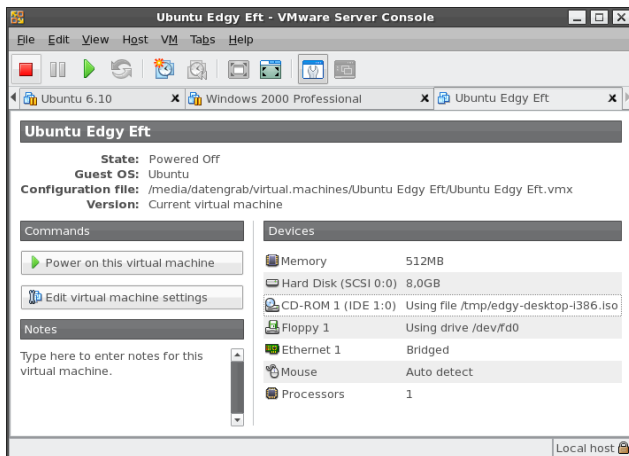 Ubuntu Edgy Eft - VMware Server Console
File Edit View Host VM Tabs Help
Ubuntu 6.10 Windows 2000 Professional Ubuntu Edgy Eft
Ubuntu Edgy Eft
State: Powered Off
Guest OS: Ubuntu
Configuration file: /media/datengrab/virtual.machines/Ubuntu Edgy Eft/Ubuntu Edgy Eft.vmx
Version: Current virtual machine
Commands
Power on this virtual machine
Edit virtual machine settings
Notes
Type here to enter notes for this
virtual machine.
Devices
Memory 512MB
Hard Disk (SCSI 0:0) 8,0GB
CD-ROM 1 (IDE 1:0) Using file /tmp/edgy-desktop-i386.iso
Floppy 1 Using drive /dev/fd0
Ethernet 1 Bridged
Mouse Auto detect
Processors 1
Local host